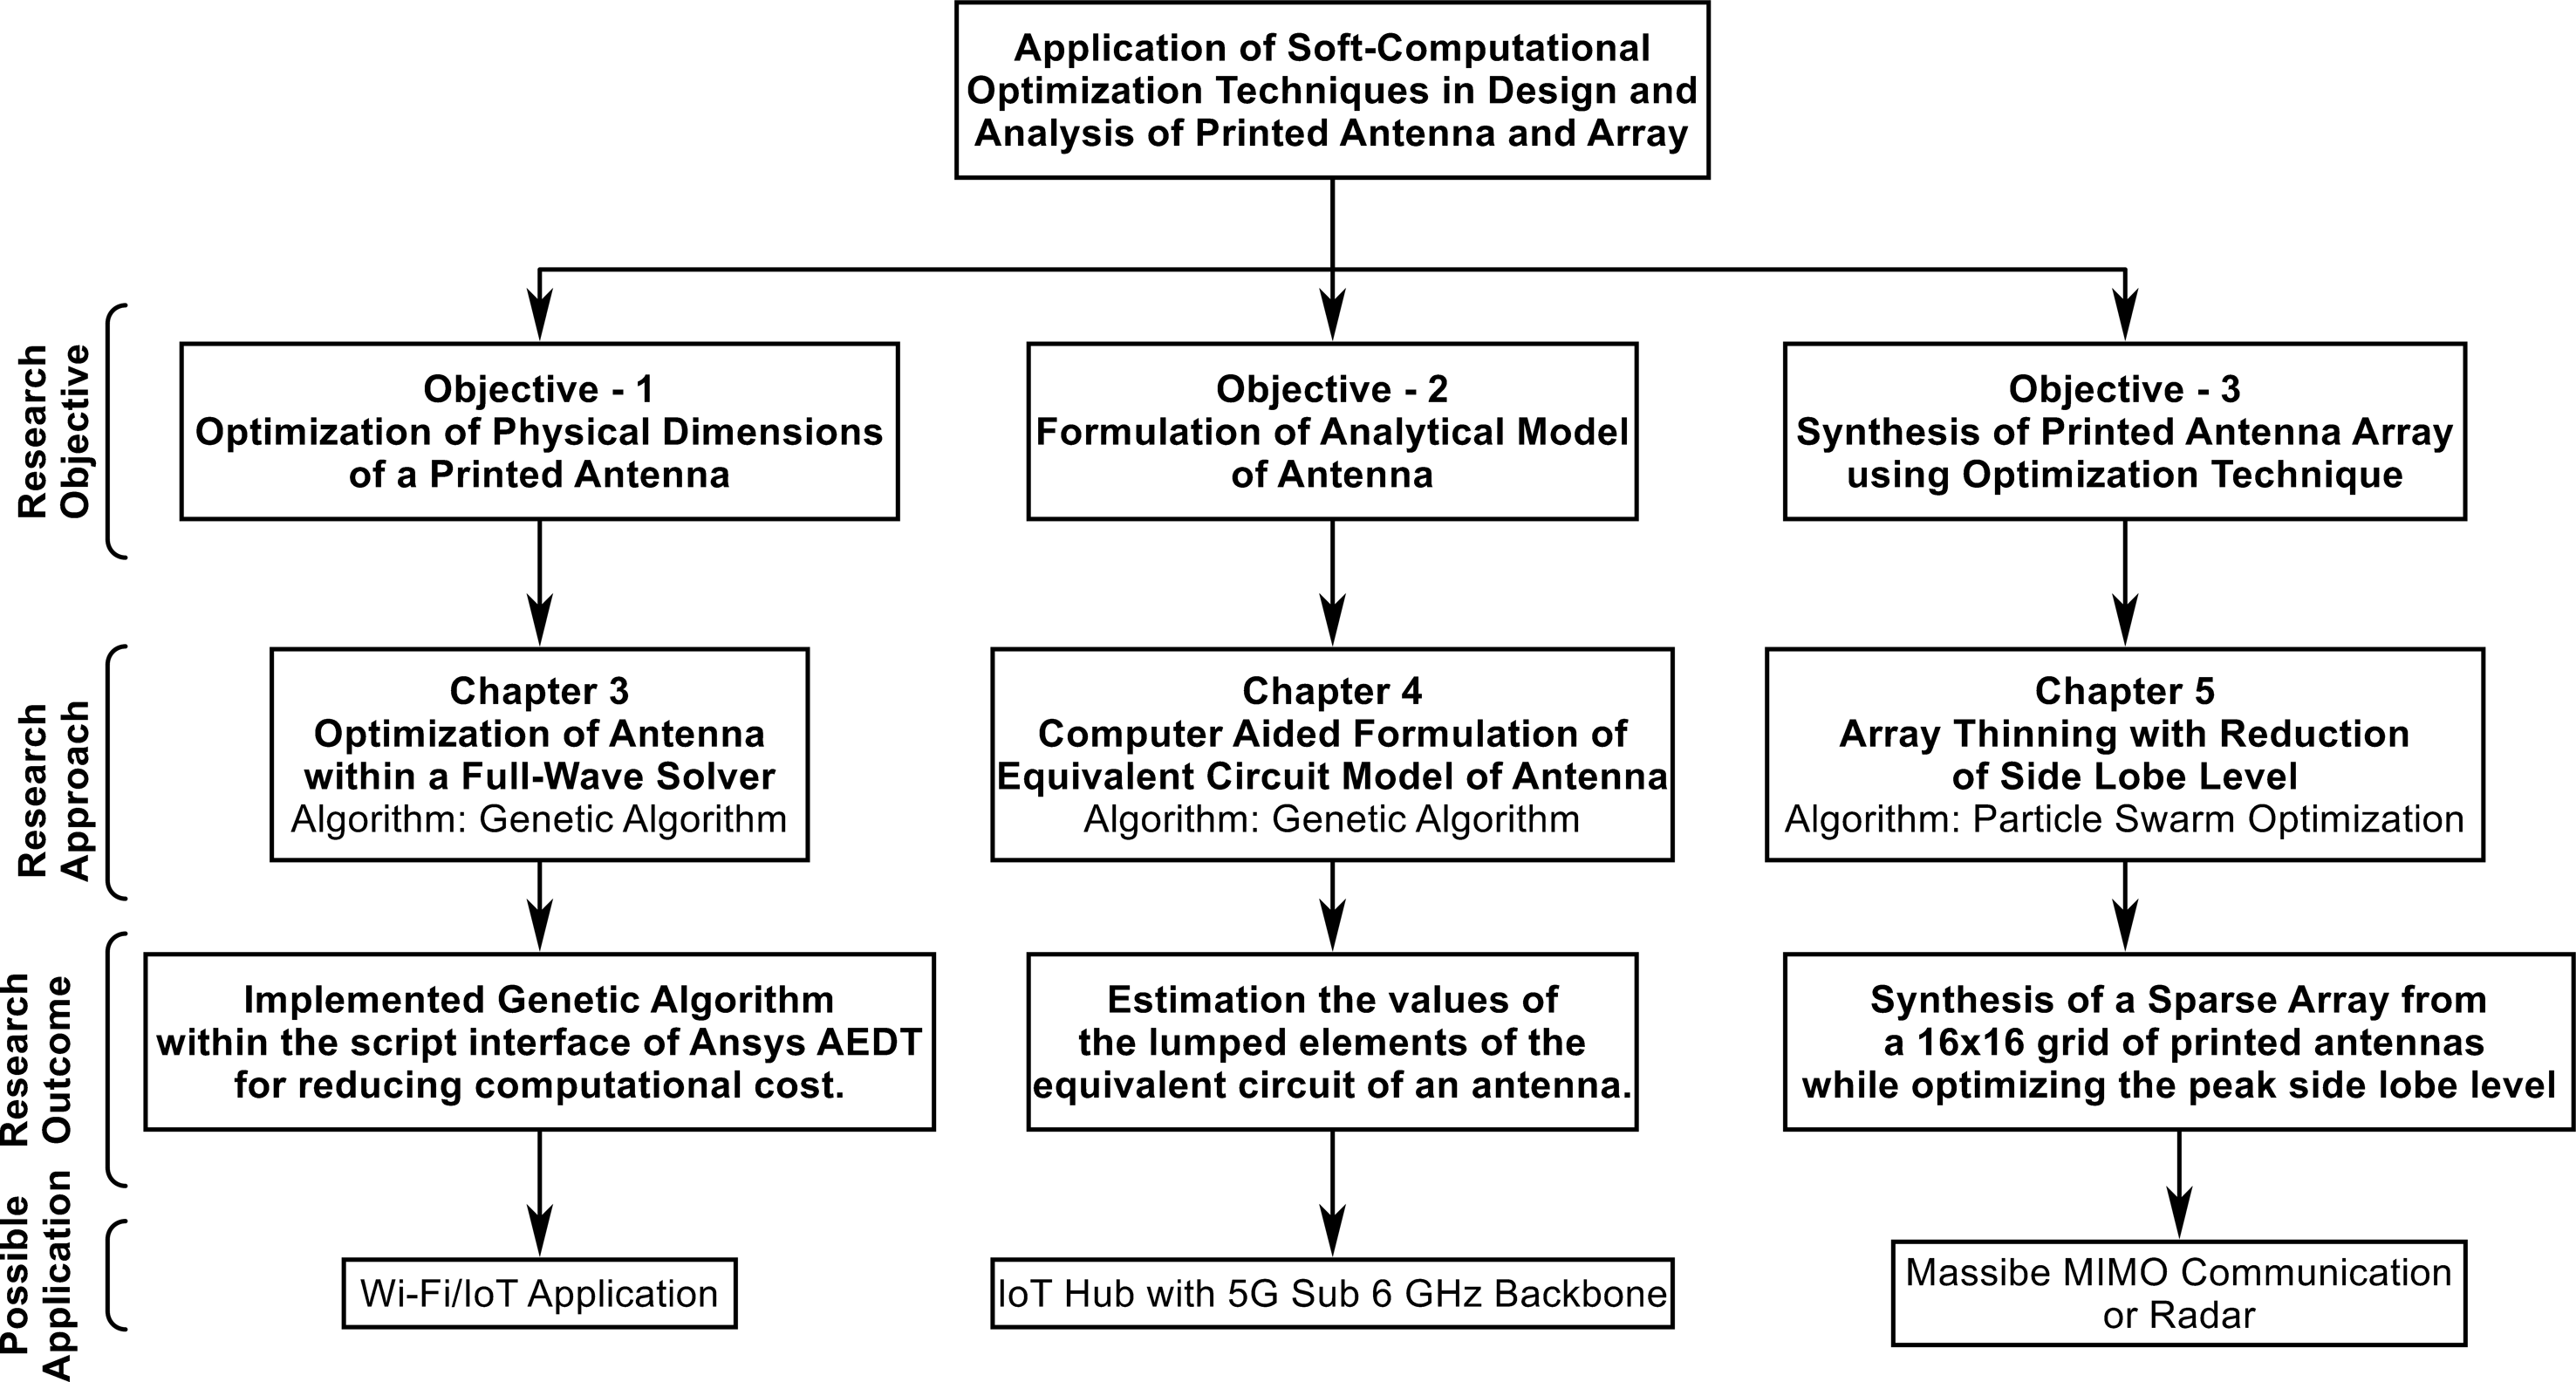 Application of Soft-Computational
Optimization Techniques in Design and
Analysis of Printed Antenna and Array
Research
Objective
Objective - 1
Optimization of Physical Dimensions
of a Printed Antenna
Objective - 2
Formulation of Analytical Model
of Antenna
Objective - 3
Synthesis of Printed Antenna Array
using Optimization Technique
Research
Approach
Chapter 3
Optimization of Antenna
within a Full-Wave Solver
Algorithm: Genetic Algorithm
Chapter 4
Computer Aided Formulation of
Equivalent Circuit Model of Antenna
Algorithm: Genetic Algorithm
Chapter 5
Array Thinning with Reduction
of Side Lobe Level
Algorithm: Particle Swarm Optimization
Research
Outcome
Implemented Genetic Algorithm
within the script interface of Ansys AEDT
for reducing computational cost.
Estimation the values of
the lumped elements of the
equivalent circuit of an antenna.
Synthesis of a Sparse Array from
a 16x16 grid of printed antennas
while optimizing the peak side lobe level
Possible
Application
Wi-Fi/IoT Application
IoT Hub with 5G Sub 6 GHz Backbone
Massibe MIMO Communication
or Radar